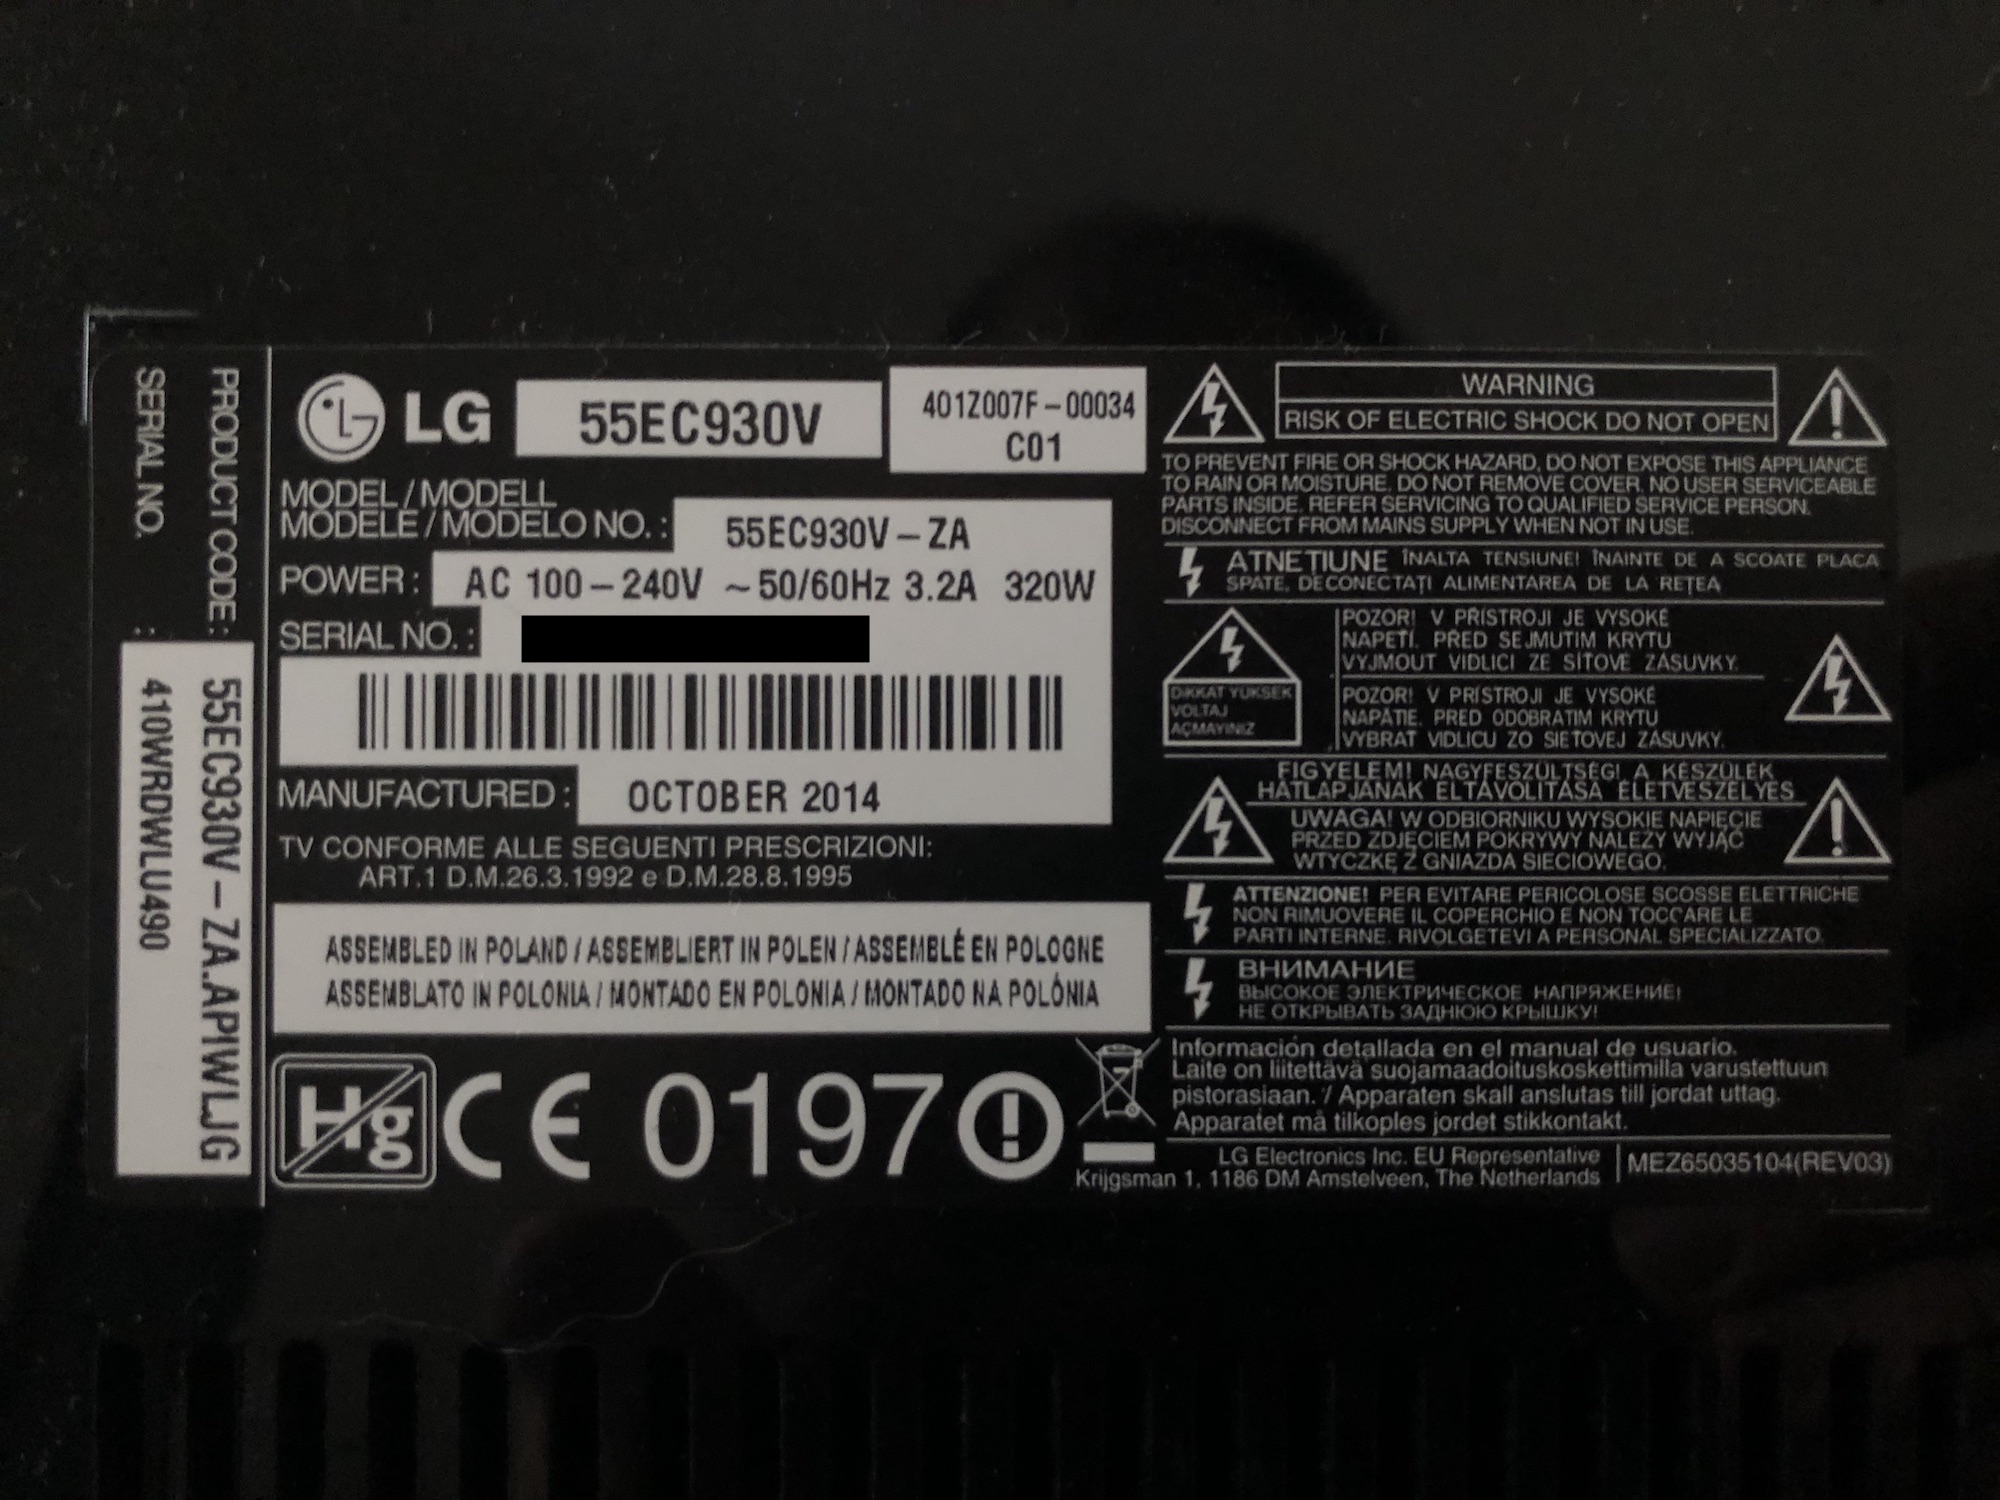 PRODUCT CODE : 55EC930V-ZA.APIWLJG
SERIAL NO. : 410WRDWLU490
LG 55EC930V
401Z007F-00034
C01
MODEL / MODELL
MODELE / MODELO NO. : 55EC930V-ZA
POWER : AC 100-240V ~50/60Hz 3.2A 320W
SERIAL NO. :
MANUFACTURED : OCTOBER 2014
TV CONFORME ALLE SEGUENTI PRESCRIZIONI:
ART.1 D.M.26.3.1992 e D.M.28.8.1995
ASSEMBLED IN POLAND / ASSEMBLIERT IN POLEN / ASSEMBLÉ EN POLOGNE
ASSEMBLATO IN POLONIA / MONTADO EN POLONIA / MONTADO NA POLÓNIA
Hg CE 0197
WARNING
RISK OF ELECTRIC SHOCK DO NOT OPEN
TO PREVENT FIRE OR SHOCK HAZARD, DO NOT EXPOSE THIS APPLIANCE
TO RAIN OR MOISTURE. DO NOT REMOVE COVER. NO USER SERVICEABLE
PARTS INSIDE. REFER SERVICING TO QUALIFIED SERVICE PERSON.
DISCONNECT FROM MAINS SUPPLY WHEN NOT IN USE.
ATNEŢIUNE ÎNALTA TENSIUNE! ÎNAINTE DE A SCOATE PLACA
SPATE, DECONECTAŢI ALIMENTAREA DE LA REŢEA
DIKKAT YUKSEK
VOLTAJ
AÇMAYINIZ
POZOR! V PŘÍSTROJI JE VYSOKÉ
NAPĚTÍ. PŘED SEJMUTIM KRYTU
VYJMOUT VIDLICI ZE SÍŤOVÉ ZÁSUVKY.
POZOR! V PRÍSTROJI JE VYSOKÉ
NAPÄTIE. PRED ODOBRATIM KRYTU
VYBRAT VIDLICU ZO SIEŤOVEJ ZÁSUVKY.
FIGYELEM! NAGYFESZÜLTSÉG! A KÉSZÜLÉK
HÁTLAPJÁNAK ELTÁVOLÍTÁSA ÉLETVESZÉLYES
UWAGA! W ODBIORNIKU WYSOKIE NAPIĘCIE
PRZED ZDJĘCIEM POKRYWY NALEŻY WYJĄĆ
WTYCZKĘ Z GNIAZDA SIECIOWEGO.
ATTENZIONE! PER EVITARE PERICOLOSE SCOSSE ELETTRICHE
NON RIMUOVERE IL COPERCHIO E NON TOCCARE LE
PARTI INTERNE. RIVOLGETEVI A PERSONAL SPECIALIZZATO.
ВНИМАНИЕ
ВЫСОКОЕ ЭЛЕКТРИЧЕСКОЕ НАПРЯЖЕНИЕ!
НЕ ОТКРЫВАТЬ ЗАДНЮЮ КРЫШКУ!
Información detallada en el manual de usuario.
Laite on liitettävä suojamaadoituskoskettimilla varustettuun
pistorasiaan. / Apparaten skall anslutas till jordat uttag.
Apparatet må tilkoples jordet stikkontakt.
LG Electronics Inc. EU Representative
Krijgsman 1, 1186 DM Amstelveen, The Netherlands
MEZ65035104(REV03)